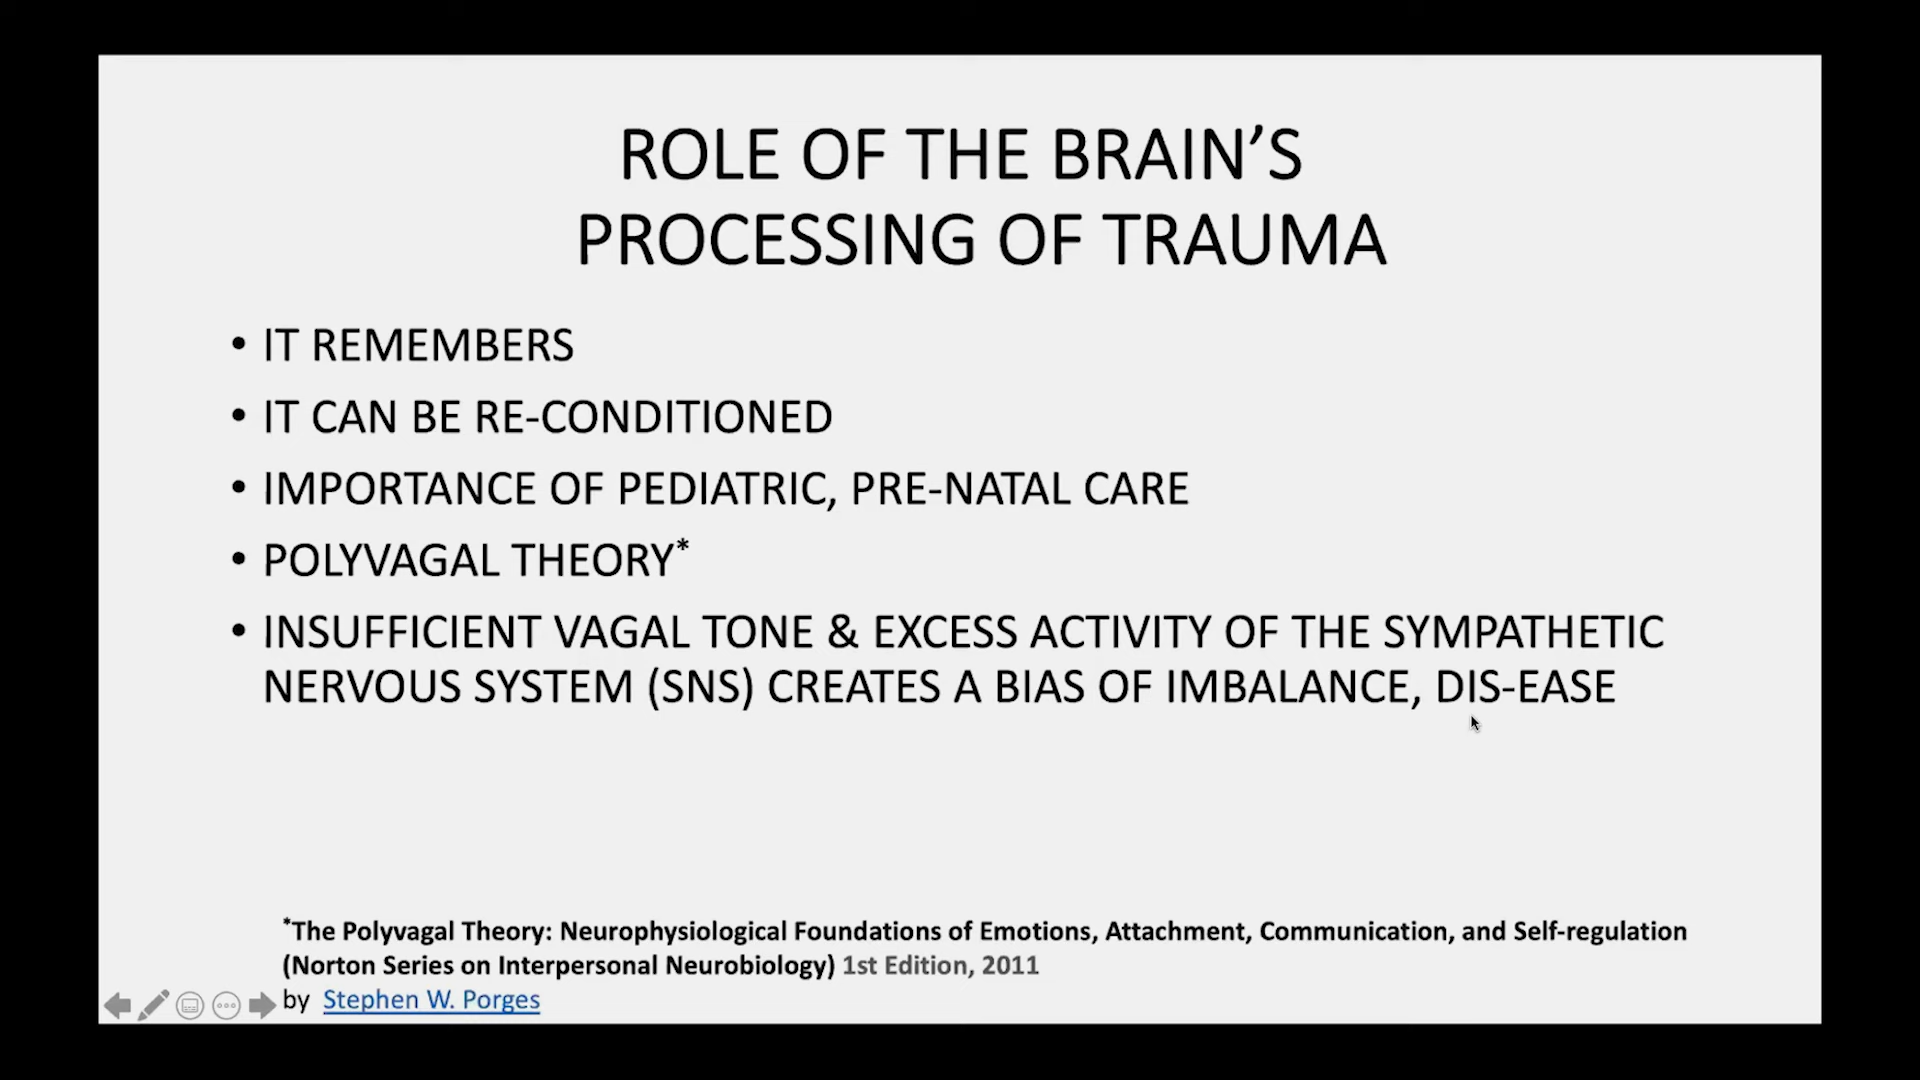 ROLE OF THE BRAIN’S
PROCESSING OF TRAUMA
• IT REMEMBERS
• IT CAN BE RE-CONDITIONED
• IMPORTANCE OF PEDIATRIC, PRE-NATAL CARE
• POLYVAGAL THEORY*
• INSUFFICIENT VAGAL TONE & EXCESS ACTIVITY OF THE SYMPATHETIC
NERVOUS SYSTEM (SNS) CREATES A BIAS OF IMBALANCE, DIS-EASE
*The Polyvagal Theory: Neurophysiological Foundations of Emotions, Attachment, Communication, and Self-regulation
(Norton Series on Interpersonal Neurobiology) 1st Edition, 2011
by Stephen W. Porges